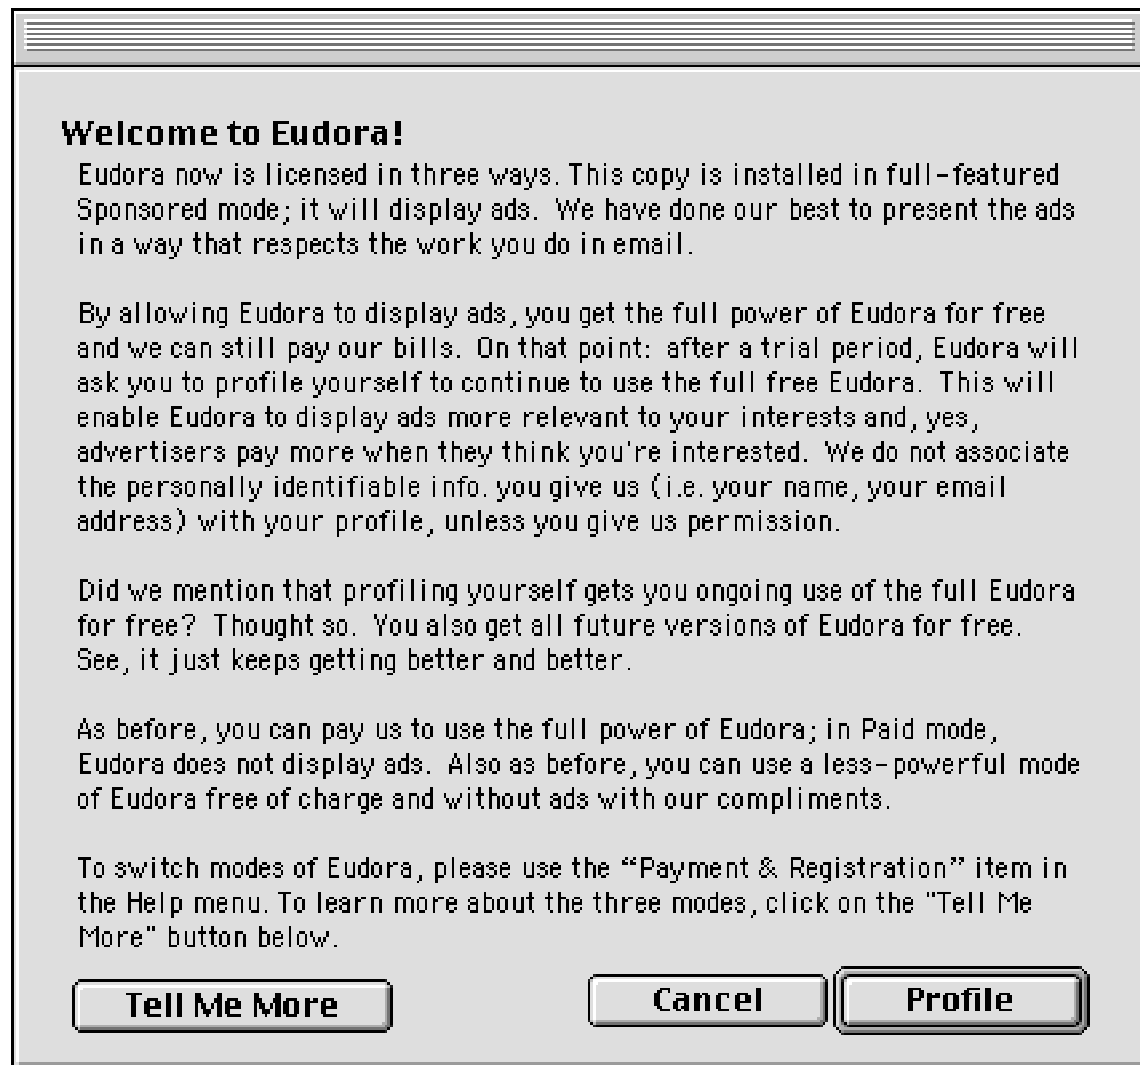 Welcome to Eudora!
Eudora now is licensed in three ways. This copy is installed in full-featured
Sponsored mode; it will display ads.  We have done our best to present the ads
in a way that respects the work you do in email.
By allowing Eudora to display ads, you get the full power of Eudora for free
and we can still pay our bills.  On that point:  after a trial period, Eudora will
ask you to profile yourself to continue to use the full free Eudora.  This will
enable Eudora to display ads more relevant to your interests and, yes,
advertisers pay more when they think you're interested.  We do not associate
the personally identifiable info. you give us (i.e. your name, your email
address) with your profile, unless you give us permission.
Did we mention that profiling yourself gets you ongoing use of the full Eudora
for free?  Thought so.  You also get all future versions of Eudora for free.
See, it just keeps getting better and better.
As before, you can pay us to use the full power of Eudora; in Paid mode,
Eudora does not display ads.  Also as before, you can use a less-powerful mode
of Eudora free of charge and without ads with our compliments.
To switch modes of Eudora, please use the “Payment & Registration” item in
the Help menu. To learn more about the three modes, click on the "Tell Me
More" button below.
Tell Me More
Cancel
Profile